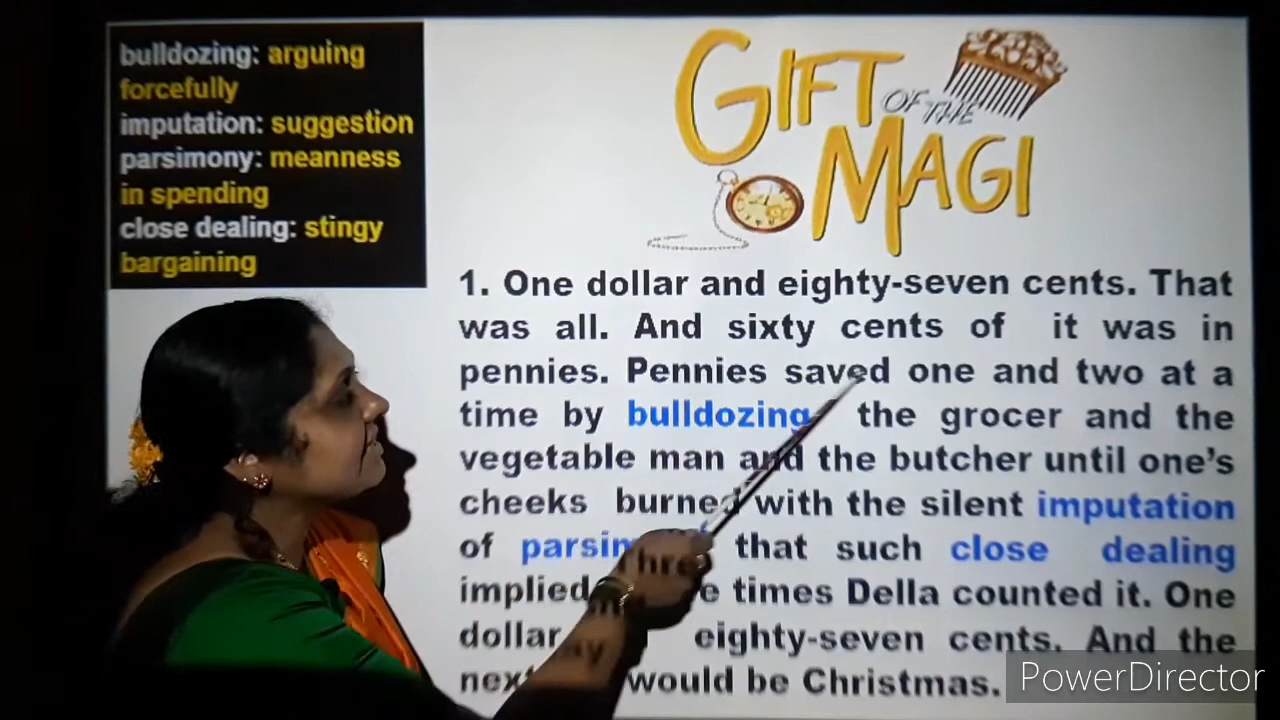 bulldozing: arguing
forcefully
imputation: suggestion
parsimony: meanness
in spending
close dealing: stingy
bargaining
GIFT
OF THE
MAGI
1. One dollar and eighty-seven cents. That
was all. And sixty cents of it was in
pennies. Pennies saved one and two at a
time by bulldozing the grocer and the
vegetable man and the butcher until one's
cheeks burned with the silent imputation
of that such close dealing
implied times Della counted it. One
dollar eighty-seven cents. And the
would be Christmas.
PowerDirector